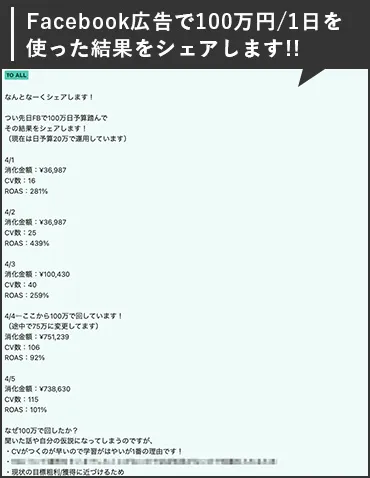 Facebook広告で100万円/1日を
使った結果をシェアします!!
TO ALL
なんとなーくシェアします！
つい先日FBで100万日予算踏んで
その結果をシェアします！
（現在は日予算20万で運用しています）
4/1
消化金額：¥36,987
CV数：16
ROAS：281%
4/2
消化金額：¥36,987
CV数：25
ROAS：439%
4/3
消化金額：¥100,430
CV数：40
ROAS：259%
4/4ーここから100万で回しています！
（途中で75万に変更してます）
消化金額：¥751,239
CV数：106
ROAS：92%
4/5
消化金額：¥738,630
CV数：115
ROAS：101%
なぜ100万で回したか？
聞いた話や自分の仮説になってしまうのですが、
・CVがつくのが早いので学習がはやいが1番の理由です！
・現状の目標粗利/獲得に近づけるため